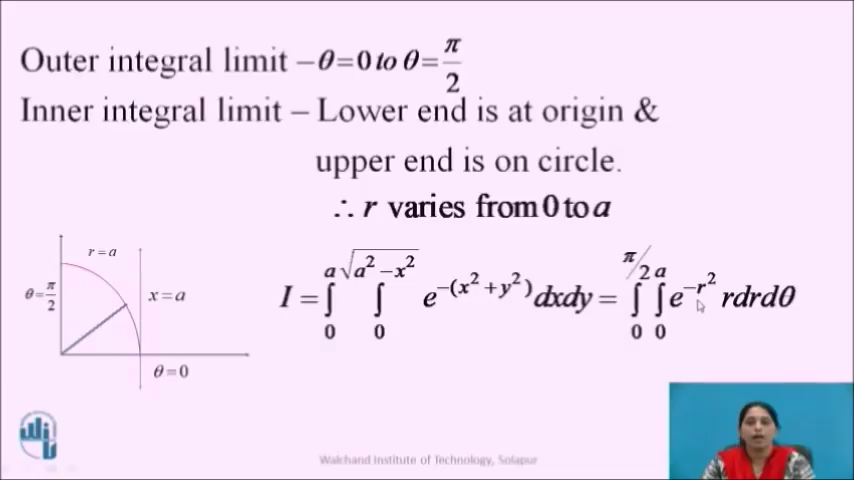 Outer integral limit – θ = 0 to θ = π/2
Inner integral limit – Lower end is at origin &
upper end is on circle.
∴ r varies from 0 to a
r = a
θ = π/2
x = a
θ = 0
I = ∫₀^a ∫₀^√(a² − x²) e^−(x² + y²) dxdy = ∫₀^π/2 ∫₀^a e^−r² rdrdθ
Walchand Institute of Technology, Solapur